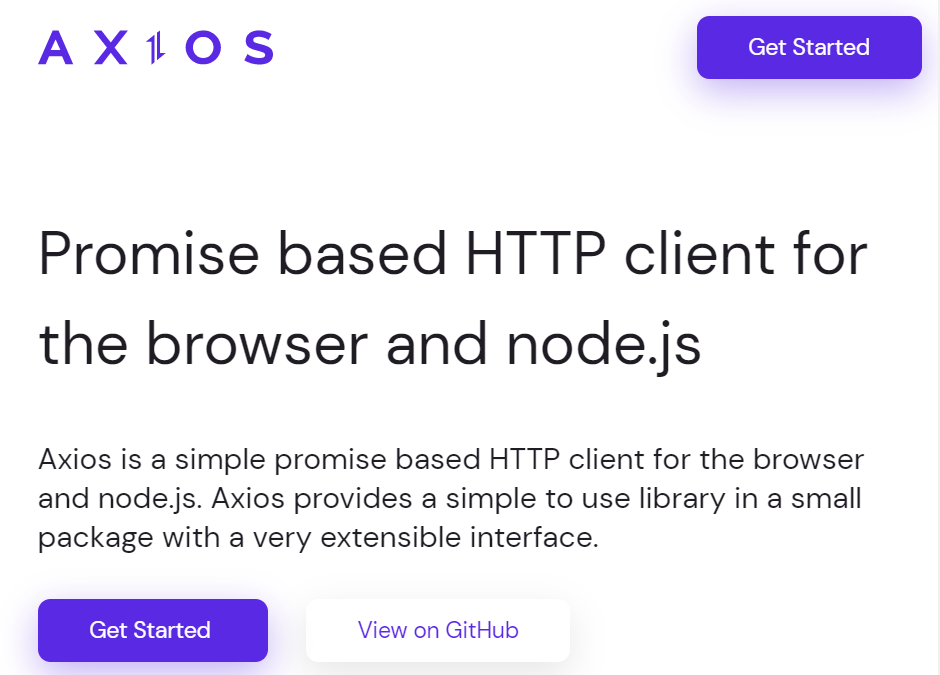 AXIOS
Get Started
Promise based HTTP client for
the browser and node.js
Axios is a simple promise based HTTP client for the browser
and node.js. Axios provides a simple to use library in a small
package with a very extensible interface.
Get Started
View on GitHub